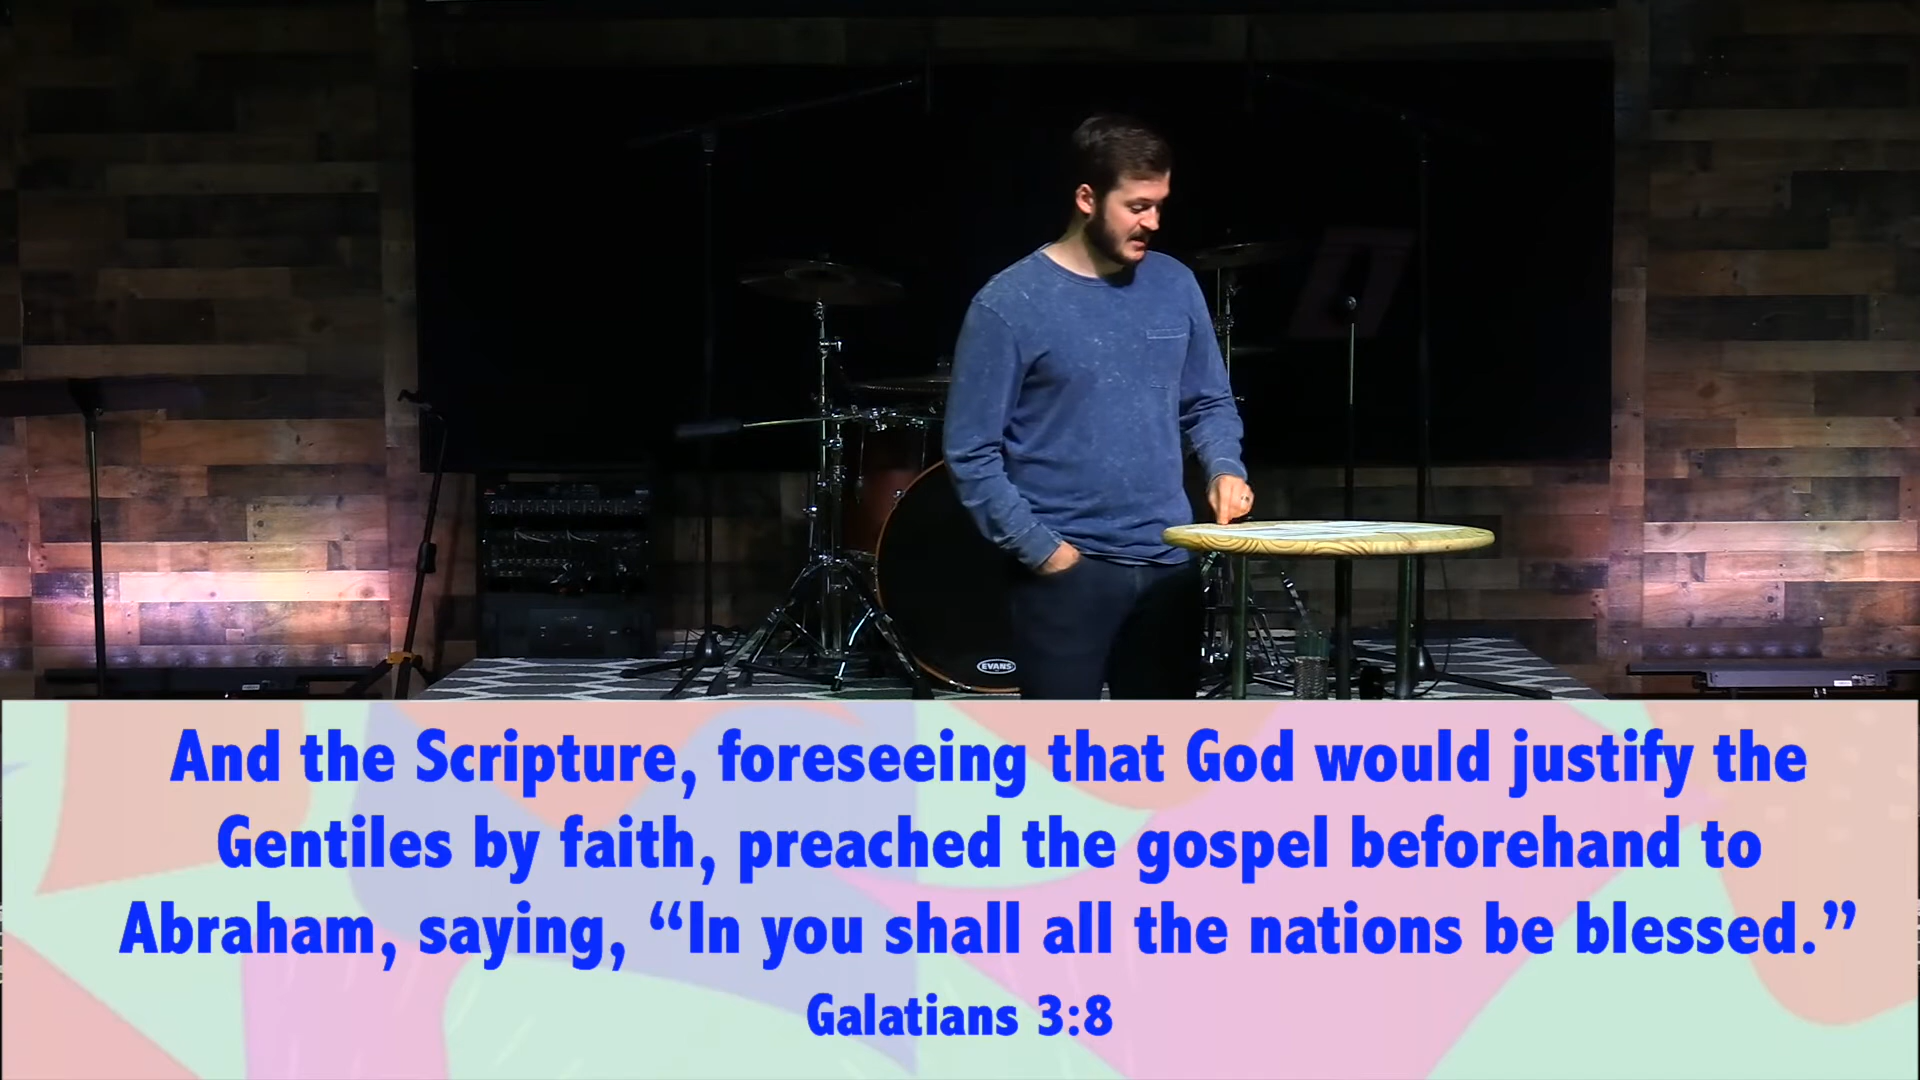 EVANS
And the Scripture, foreseeing that God would justify the
Gentiles by faith, preached the gospel beforehand to
Abraham, saying, “In you shall all the nations be blessed.”
Galatians 3:8